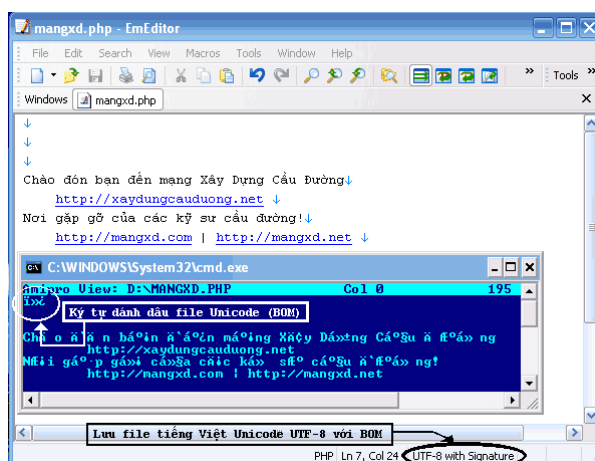 mangxd.php - EmEditor
File Edit Search View Macros Tools Window Help
» Tools »
Windows mangxd.php
↓
↓
↓
Chào đón bạn đến mạng Xây Dựng Cầu Đường↓
http://xaydungcauduong.net ↓
Nơi gặp gỡ của các kỹ sư cầu đường!↓
http://mangxd.com | http://mangxd.net ↓
C:\WINDOWS\System32\cmd.exe
Amipro View: D:\MANGXD.PHP Col 0 195
ï»¿
Ký tự đánh dấu file Unicode (BOM)
http://xaydungcauduong.net
http://mangxd.com ¦ http://mangxd.net
Lưu file tiếng Việt Unicode UTF-8 với BOM
PHP Ln 7, Col 24 UTF-8 with Signature